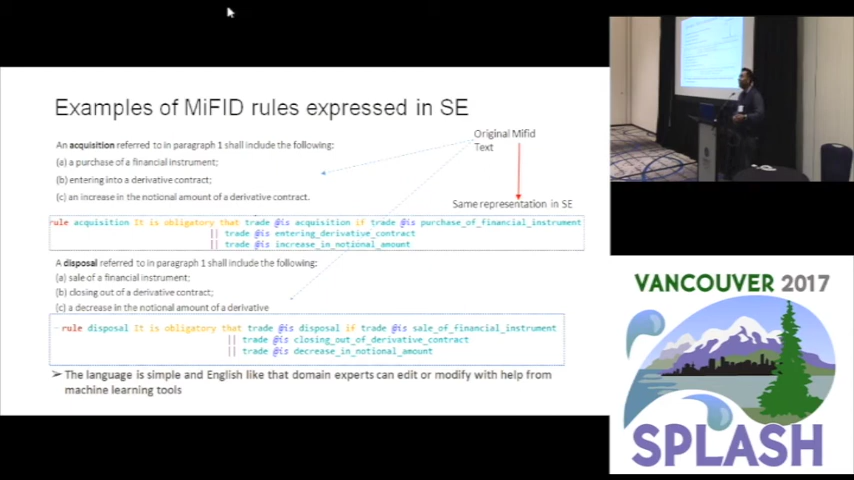 Examples of MiFID rules expressed in SE
An acquisition referred to in paragraph 1 shall include the following:
(a) a purchase of a financial instrument;
(b) entering into a derivative contract;
(c) an increase in the notional amount of a derivative contract.
Original Mifid
Text
Same representation in SE
rule acquisition It is obligatory that trade @is acquisition if trade @is purchase_of_financial_instrument
|| trade @is entering_derivative_contract
|| trade @is increase_in_notional_amount
A disposal referred to in paragraph 1 shall include the following:
(a) sale of a financial instrument;
(b) closing out of a derivative contract;
(c) a decrease in the notional amount of a derivative
rule disposal It is obligatory that trade @is disposal if trade @is sale_of_financial_instrument
|| trade @is closing_out_of_derivative_contract
|| trade @is decrease_in_notional_amount
➢ The language is simple and English like that domain experts can edit or modify with help from
machine learning tools
VANCOUVER 2017
SPLASH